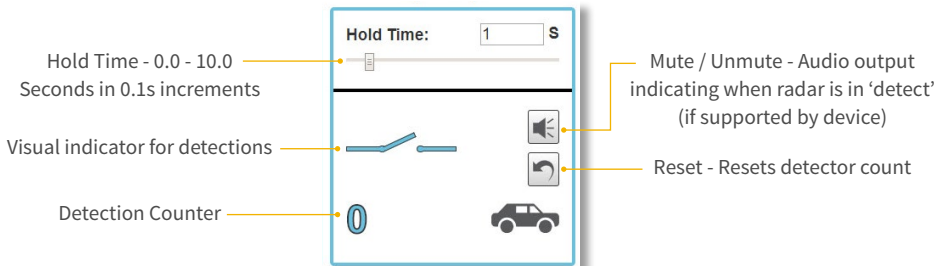 Hold Time: 1 S
Hold Time - 0.0 - 10.0
Seconds in 0.1s increments
Mute / Unmute - Audio output
indicating when radar is in ‘detect’
(if supported by device)
Visual indicator for detections
Reset - Resets detector count
Detection Counter
0